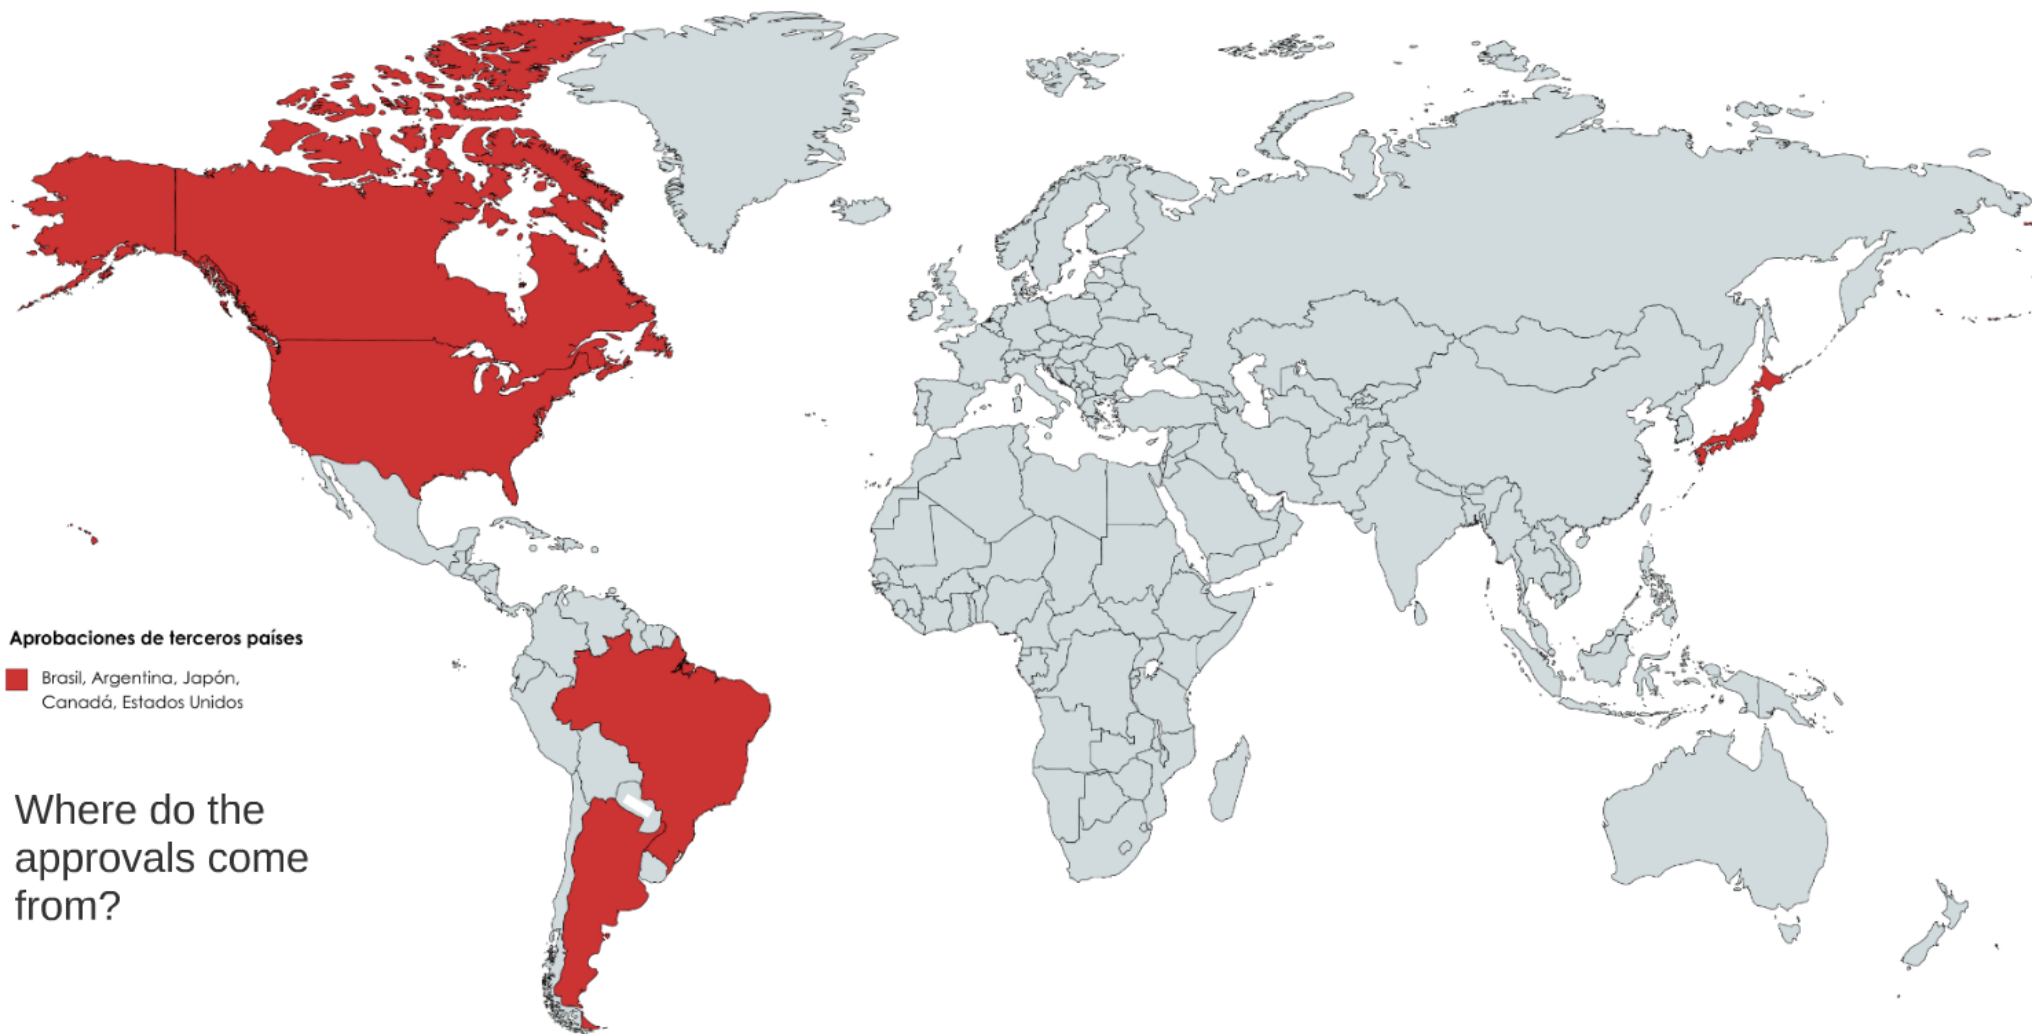 Aprobaciones de terceros países
Brasil, Argentina, Japón,
Canadá, Estados Unidos
Where do the
approvals come
from?